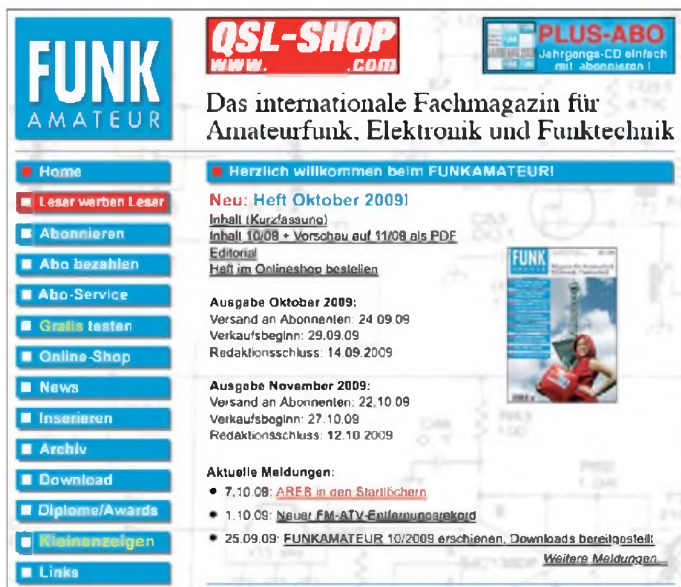 FUNK
AMATEUR
QSL-SHOP
www. .com
PLUS-ABO
Jahrgangs-CD einfach
mit abonnieren !
Das internationale Fachmagazin für
Amateurfunk, Elektronik und Funktechnik
Home
Leser werben Leser
Abonnieren
Abo bezahlen
Abo-Service
Gratis testen
Online-Shop
News
Inserieren
Archiv
Download
Diplome/Awards
Kleinanzeigen
Links
Herzlich willkommen beim FUNKAMATEUR!
Neu: Heft Oktober 2009!
Inhalt (Kurzfassung)
Inhalt 10/09 + Vorschau auf 11/09 als PDF
Editorial
Heft im Onlineshop bestellen
Ausgabe Oktober 2009:
Versand an Abonnenten: 24.09.09
Verkaufsbeginn: 29.09.09
Redaktionsschluss: 14.09.2009
Ausgabe November 2009:
Versand an Abonnenten: 22.10.09
Verkaufsbeginn: 27.10.09
Redaktionsschluss: 12.10.2009
Aktuelle Meldungen:
7.10.09: AREB in den Startlöchern
1.10.09: Neuer FM-ATV-Entfernungsrekord
25.09.09: FUNKAMATEUR 10/2009 erschienen, Downloads bereitgestellt
Weitere Meldungen...
FUNK
AMATEUR